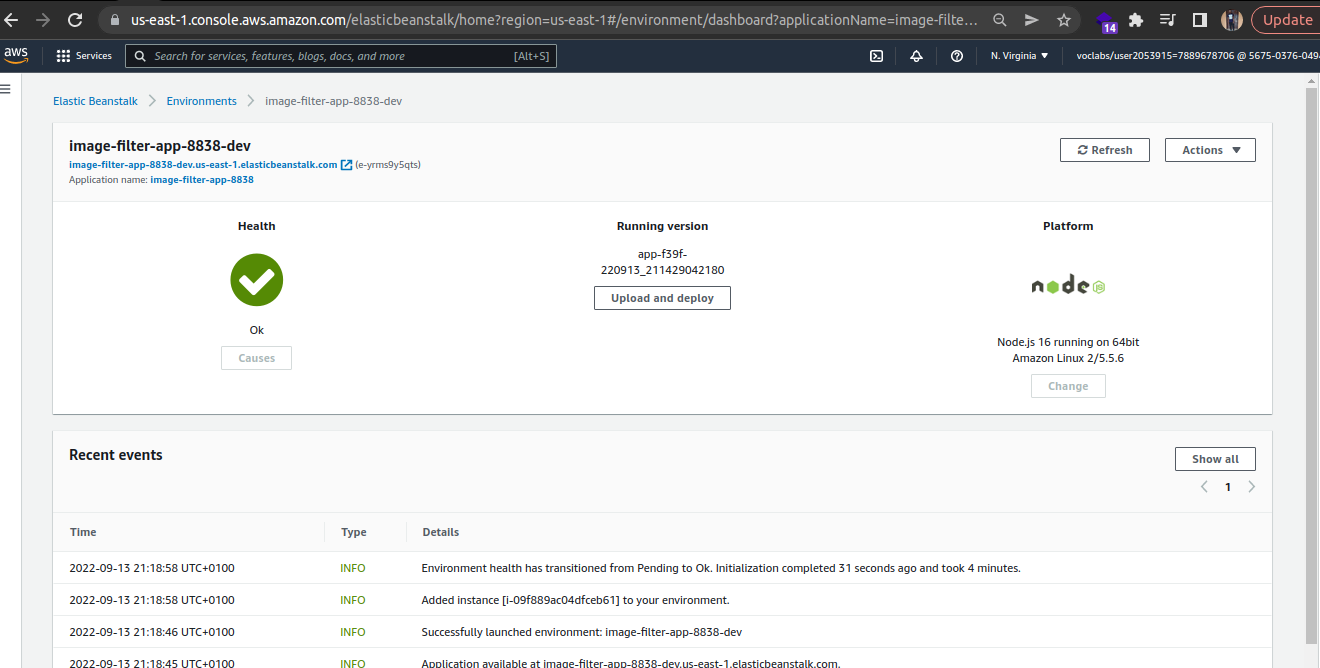 us-east-1.console.aws.amazon.com/elasticbeanstalk/home?region=us-east-1#/environment/dashboard?applicationName=image-filte...
14
Update
aws
Services
Search for services, features, blogs, docs, and more
[Alt+S]
N. Virginia ▼
voclabs/user2053915=7889678706 @ 5675-0376-049
Elastic Beanstalk > Environments > image-filter-app-8838-dev
image-filter-app-8838-dev
image-filter-app-8838-dev.us-east-1.elasticbeanstalk.com (e-yrms9y5qts)
Application name: image-filter-app-8838
Refresh
Actions ▼
Health
Ok
Causes
Running version
app-f39f-
220913_211429042180
Upload and deploy
Platform
node JS
Node.js 16 running on 64bit
Amazon Linux 2/5.5.6
Change
Recent events
Show all
< 1 >
Time Type Details
2022-09-13 21:18:58 UTC+0100 INFO Environment health has transitioned from Pending to Ok. Initialization completed 31 seconds ago and took 4 minutes.
2022-09-13 21:18:58 UTC+0100 INFO Added instance [i-09f889ac04dfceb61] to your environment.
2022-09-13 21:18:46 UTC+0100 INFO Successfully launched environment: image-filter-app-8838-dev
2022-09-13 21:18:45 UTC+0100 INFO Application available at image-filter-app-8838-dev.us-east-1.elasticbeanstalk.com.